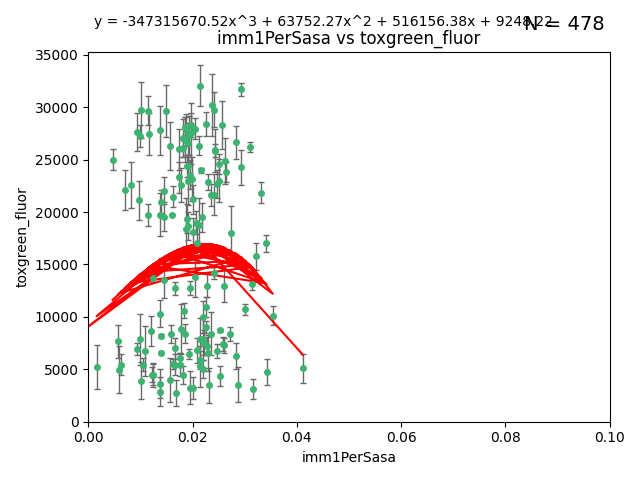 y = -347315670.52x^3 + 63752.27x^2 + 516156.38x + 9248.22
N = 478
imm1PerSasa vs toxgreen_fluor
35000
30000
25000
20000
15000
10000
5000
0
toxgreen_fluor
0.00 0.02 0.04 0.06 0.08 0.10
imm1PerSasa